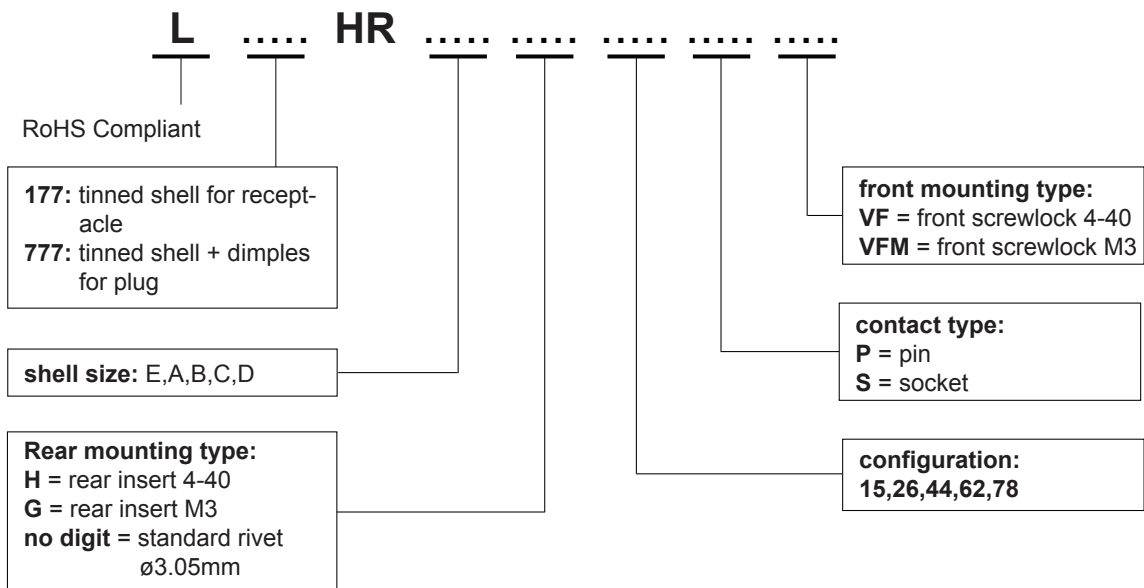 L ..... HR ..... ..... ..... ..... .....
RoHS Compliant
177: tinned shell for recept-
acle
777: tinned shell + dimples
for plug
shell size: E,A,B,C,D
Rear mounting type:
H = rear insert 4-40
G = rear insert M3
no digit = standard rivet
ø3.05mm
front mounting type:
VF = front screwlock 4-40
VFM = front screwlock M3
contact type:
P = pin
S = socket
configuration:
15,26,44,62,78